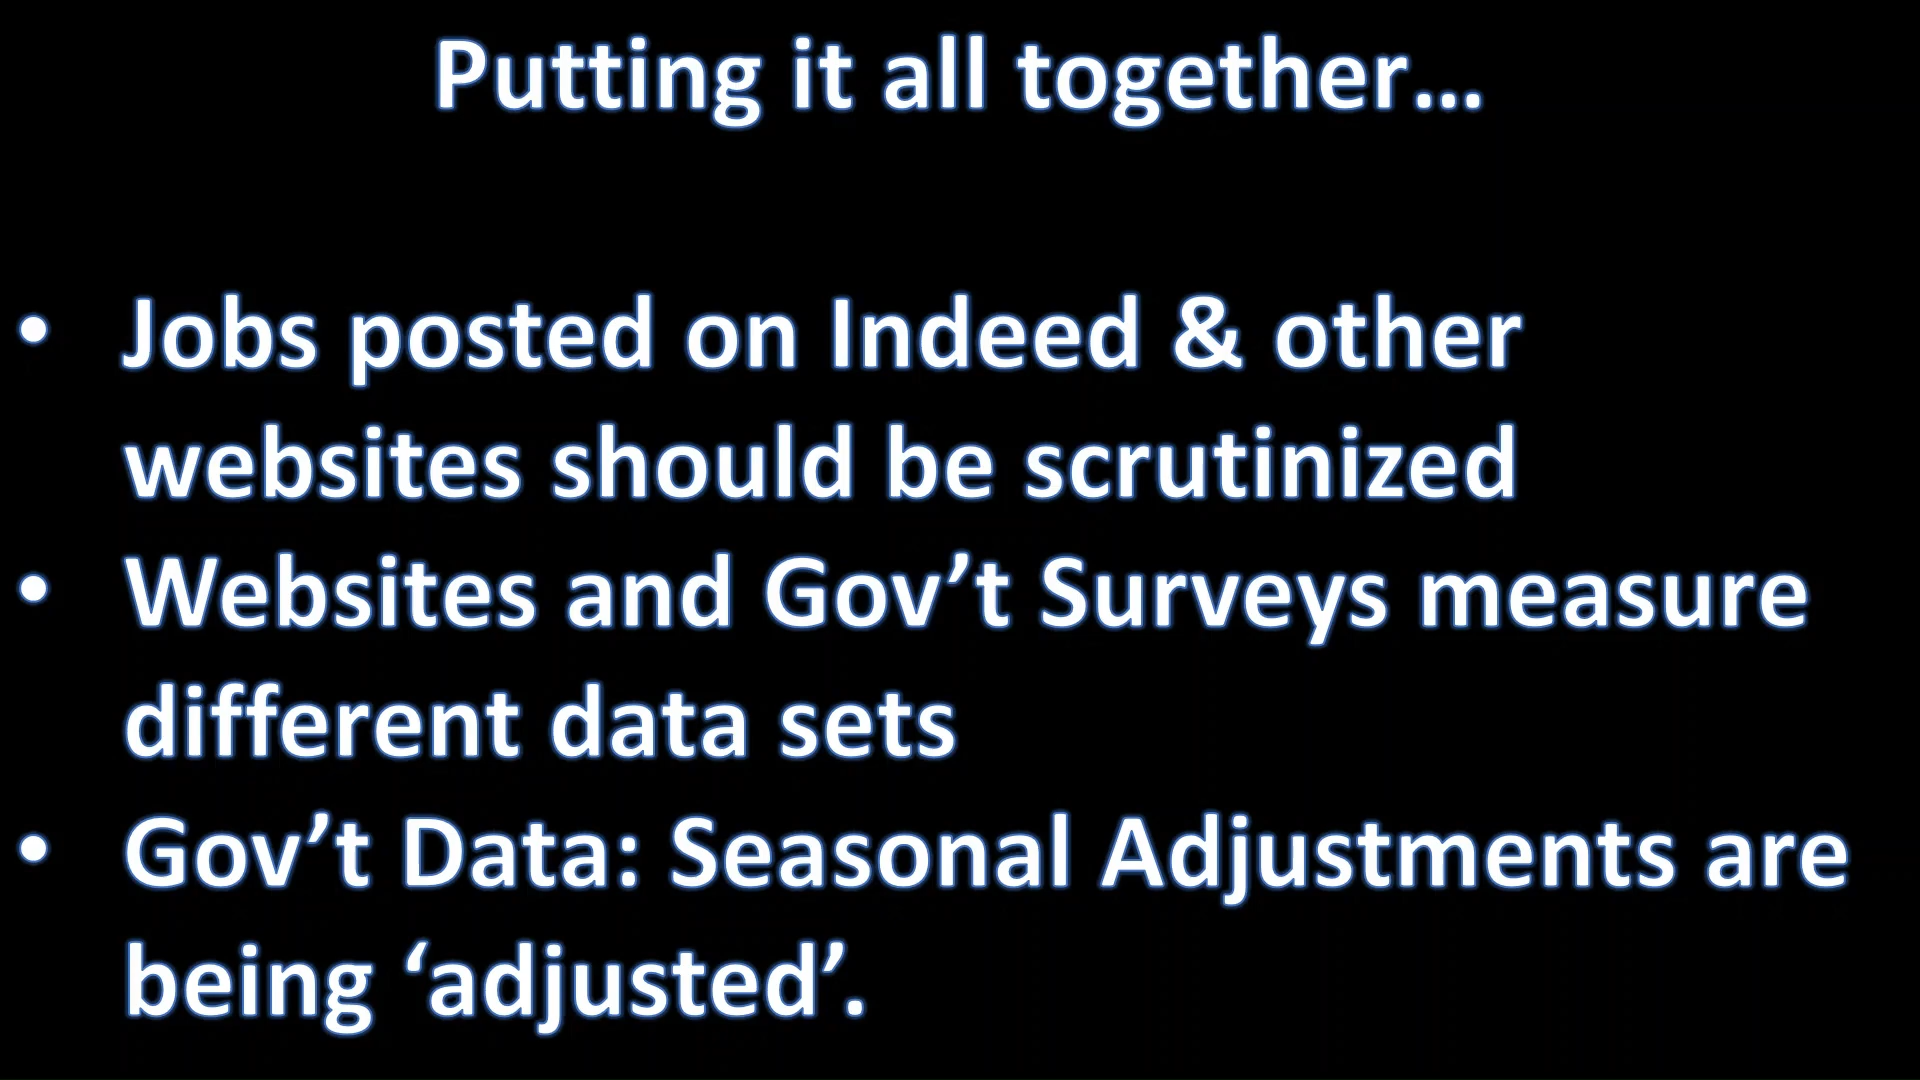 Putting it all together…
• Jobs posted on Indeed & other
websites should be scrutinized
• Websites and Gov’t Surveys measure
different data sets
• Gov’t Data: Seasonal Adjustments are
being ‘adjusted’.